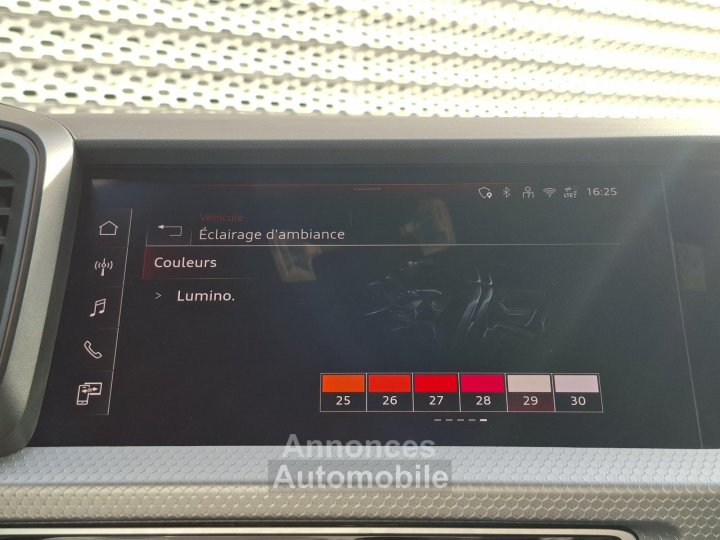 16:25
Véhicule
Éclairage d'ambiance
Couleurs
> Lumino.
25 26 27 28 29 30
Annonces
Automobile